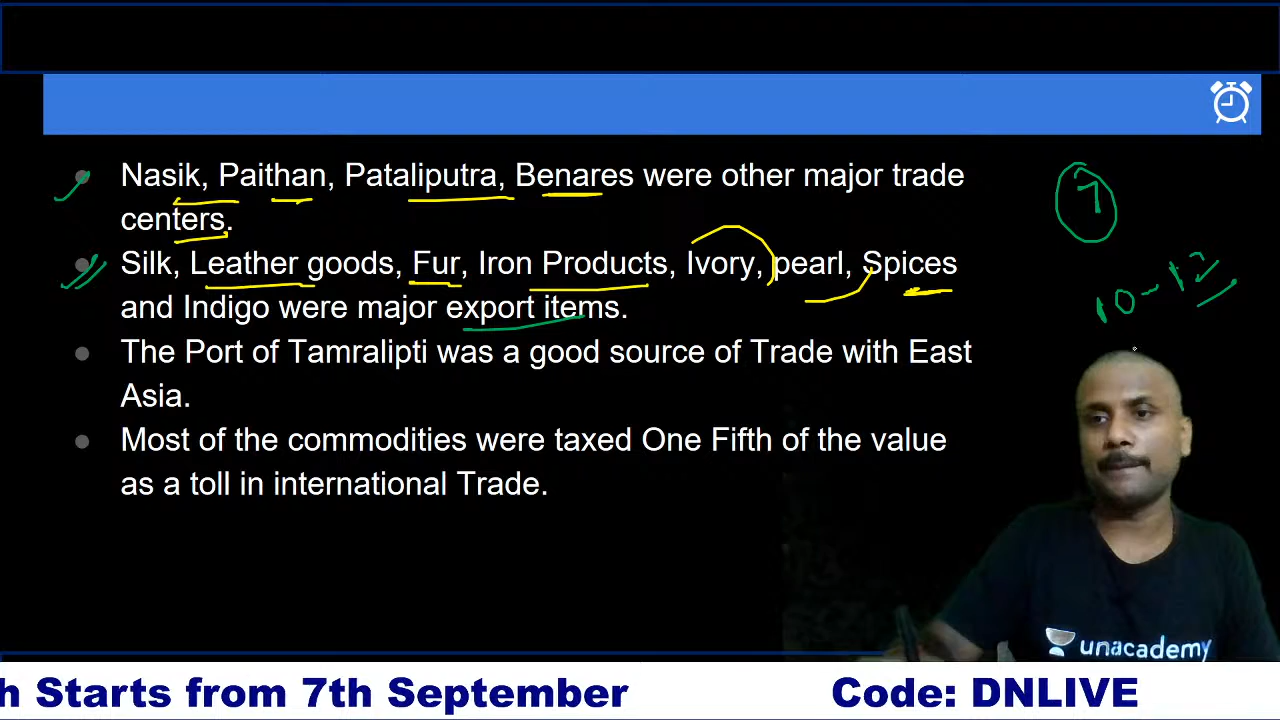 Nasik, Paithan, Pataliputra, Benares were other major trade
centers.
Silk, Leather goods, Fur, Iron Products, Ivory, pearl, Spices
and Indigo were major export items.
The Port of Tamralipti was a good source of Trade with East
Asia.
Most of the commodities were taxed One Fifth of the value
as a toll in international Trade.
7
10-12
unacademy
h Starts from 7th September Code: DNLIVE